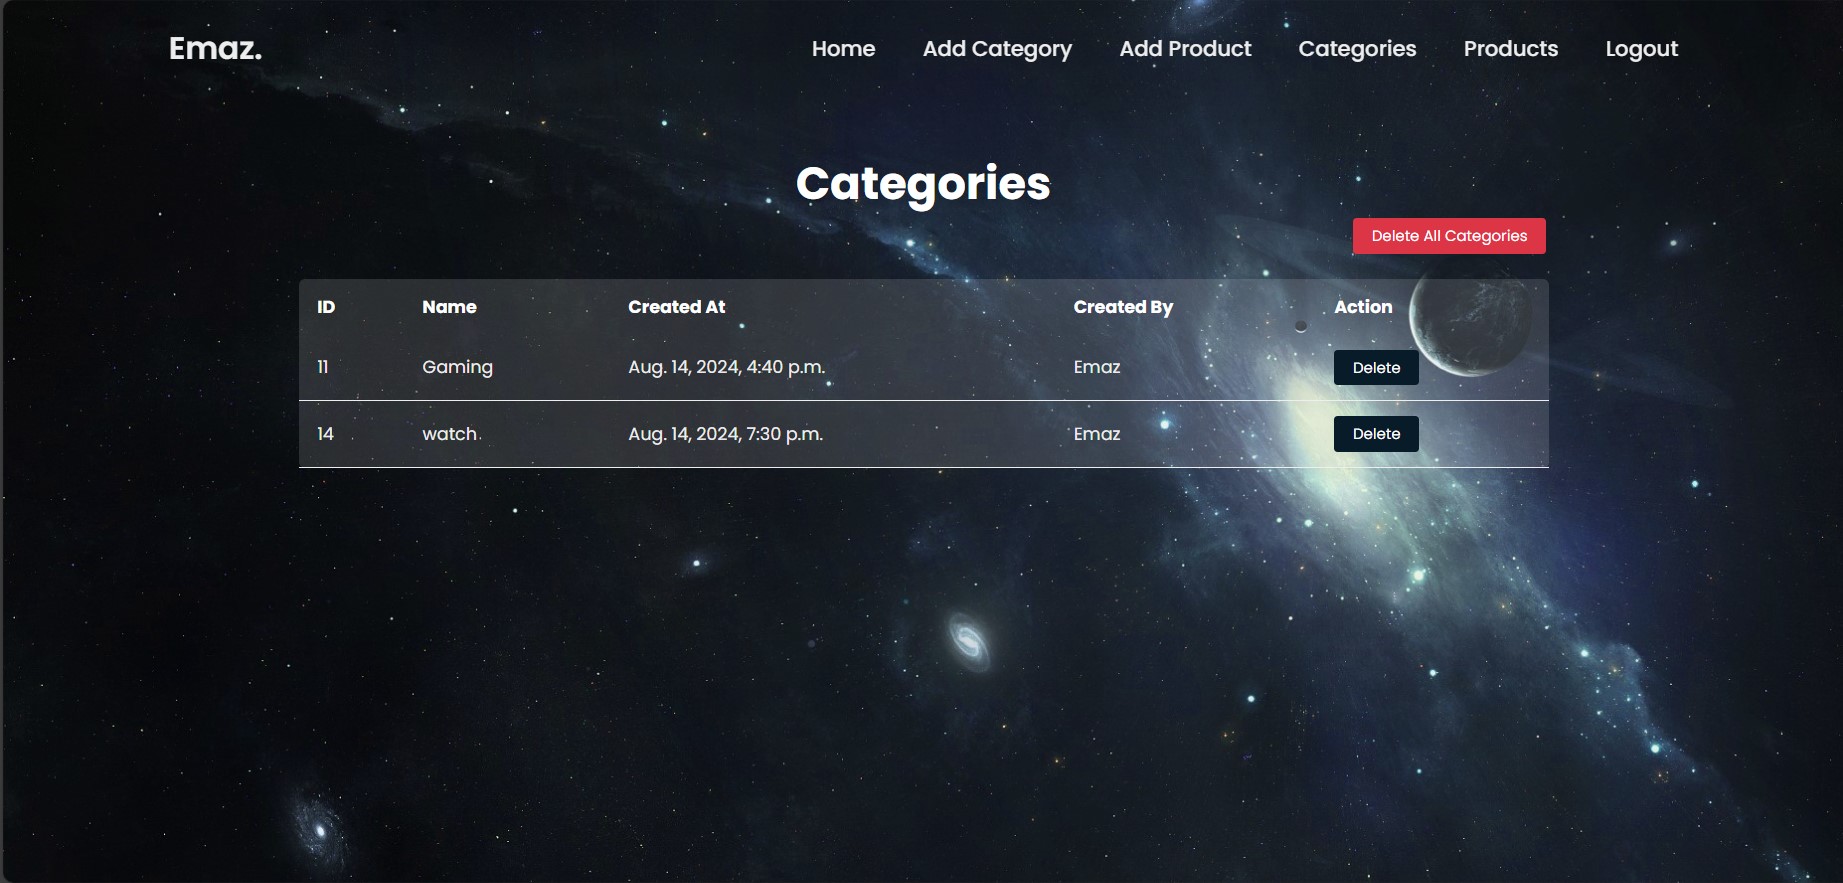 Emaz. Home Add Category Add Product Categories Products Logout
Categories
Delete All Categories
ID Name Created At Created By Action
11 Gaming Aug. 14, 2024, 4:40 p.m. Emaz Delete
14 watch Aug. 14, 2024, 7:30 p.m. Emaz Delete